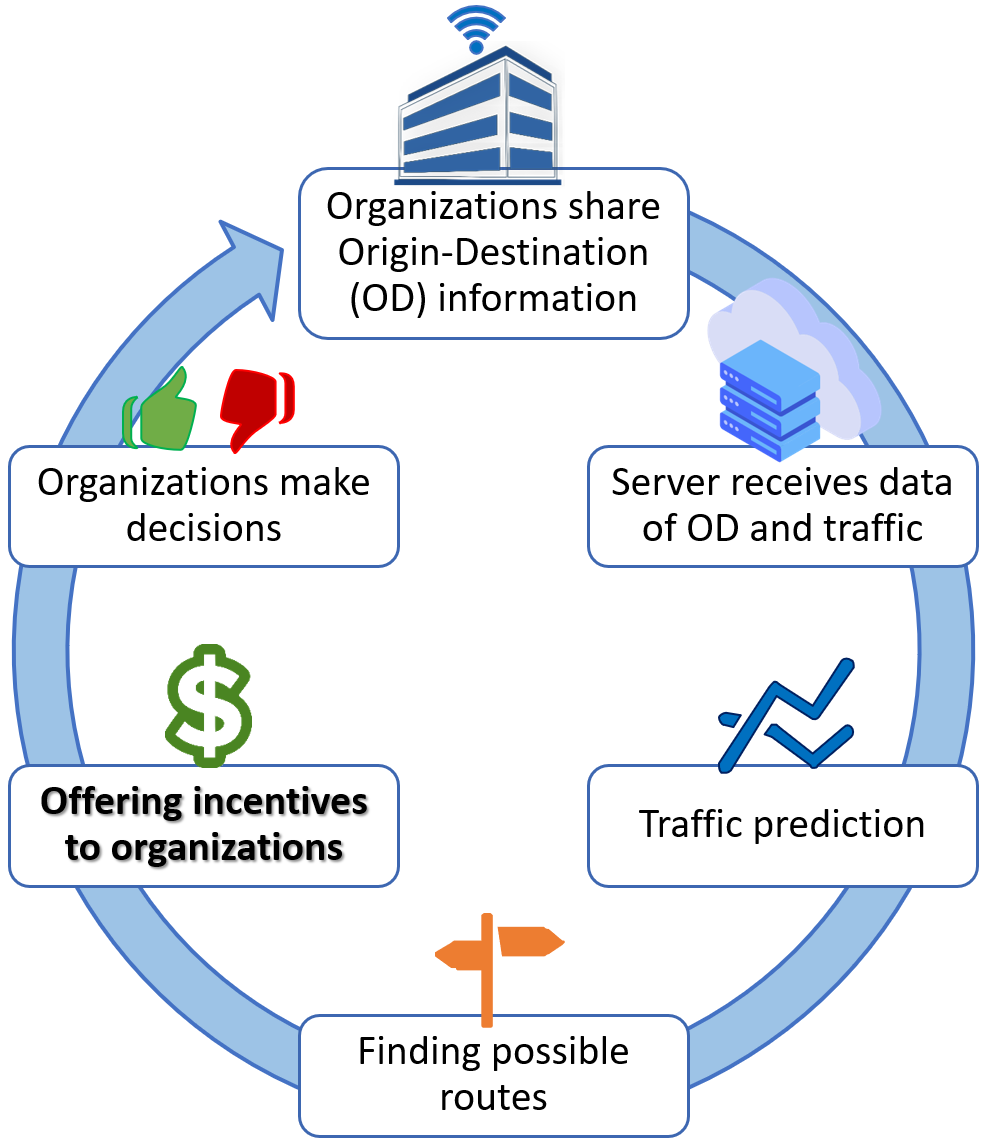 Organizations share
Origin-Destination
(OD) information
Server receives data
of OD and traffic
Traffic prediction
Finding possible
routes
Offering incentives
to organizations
Organizations make
decisions